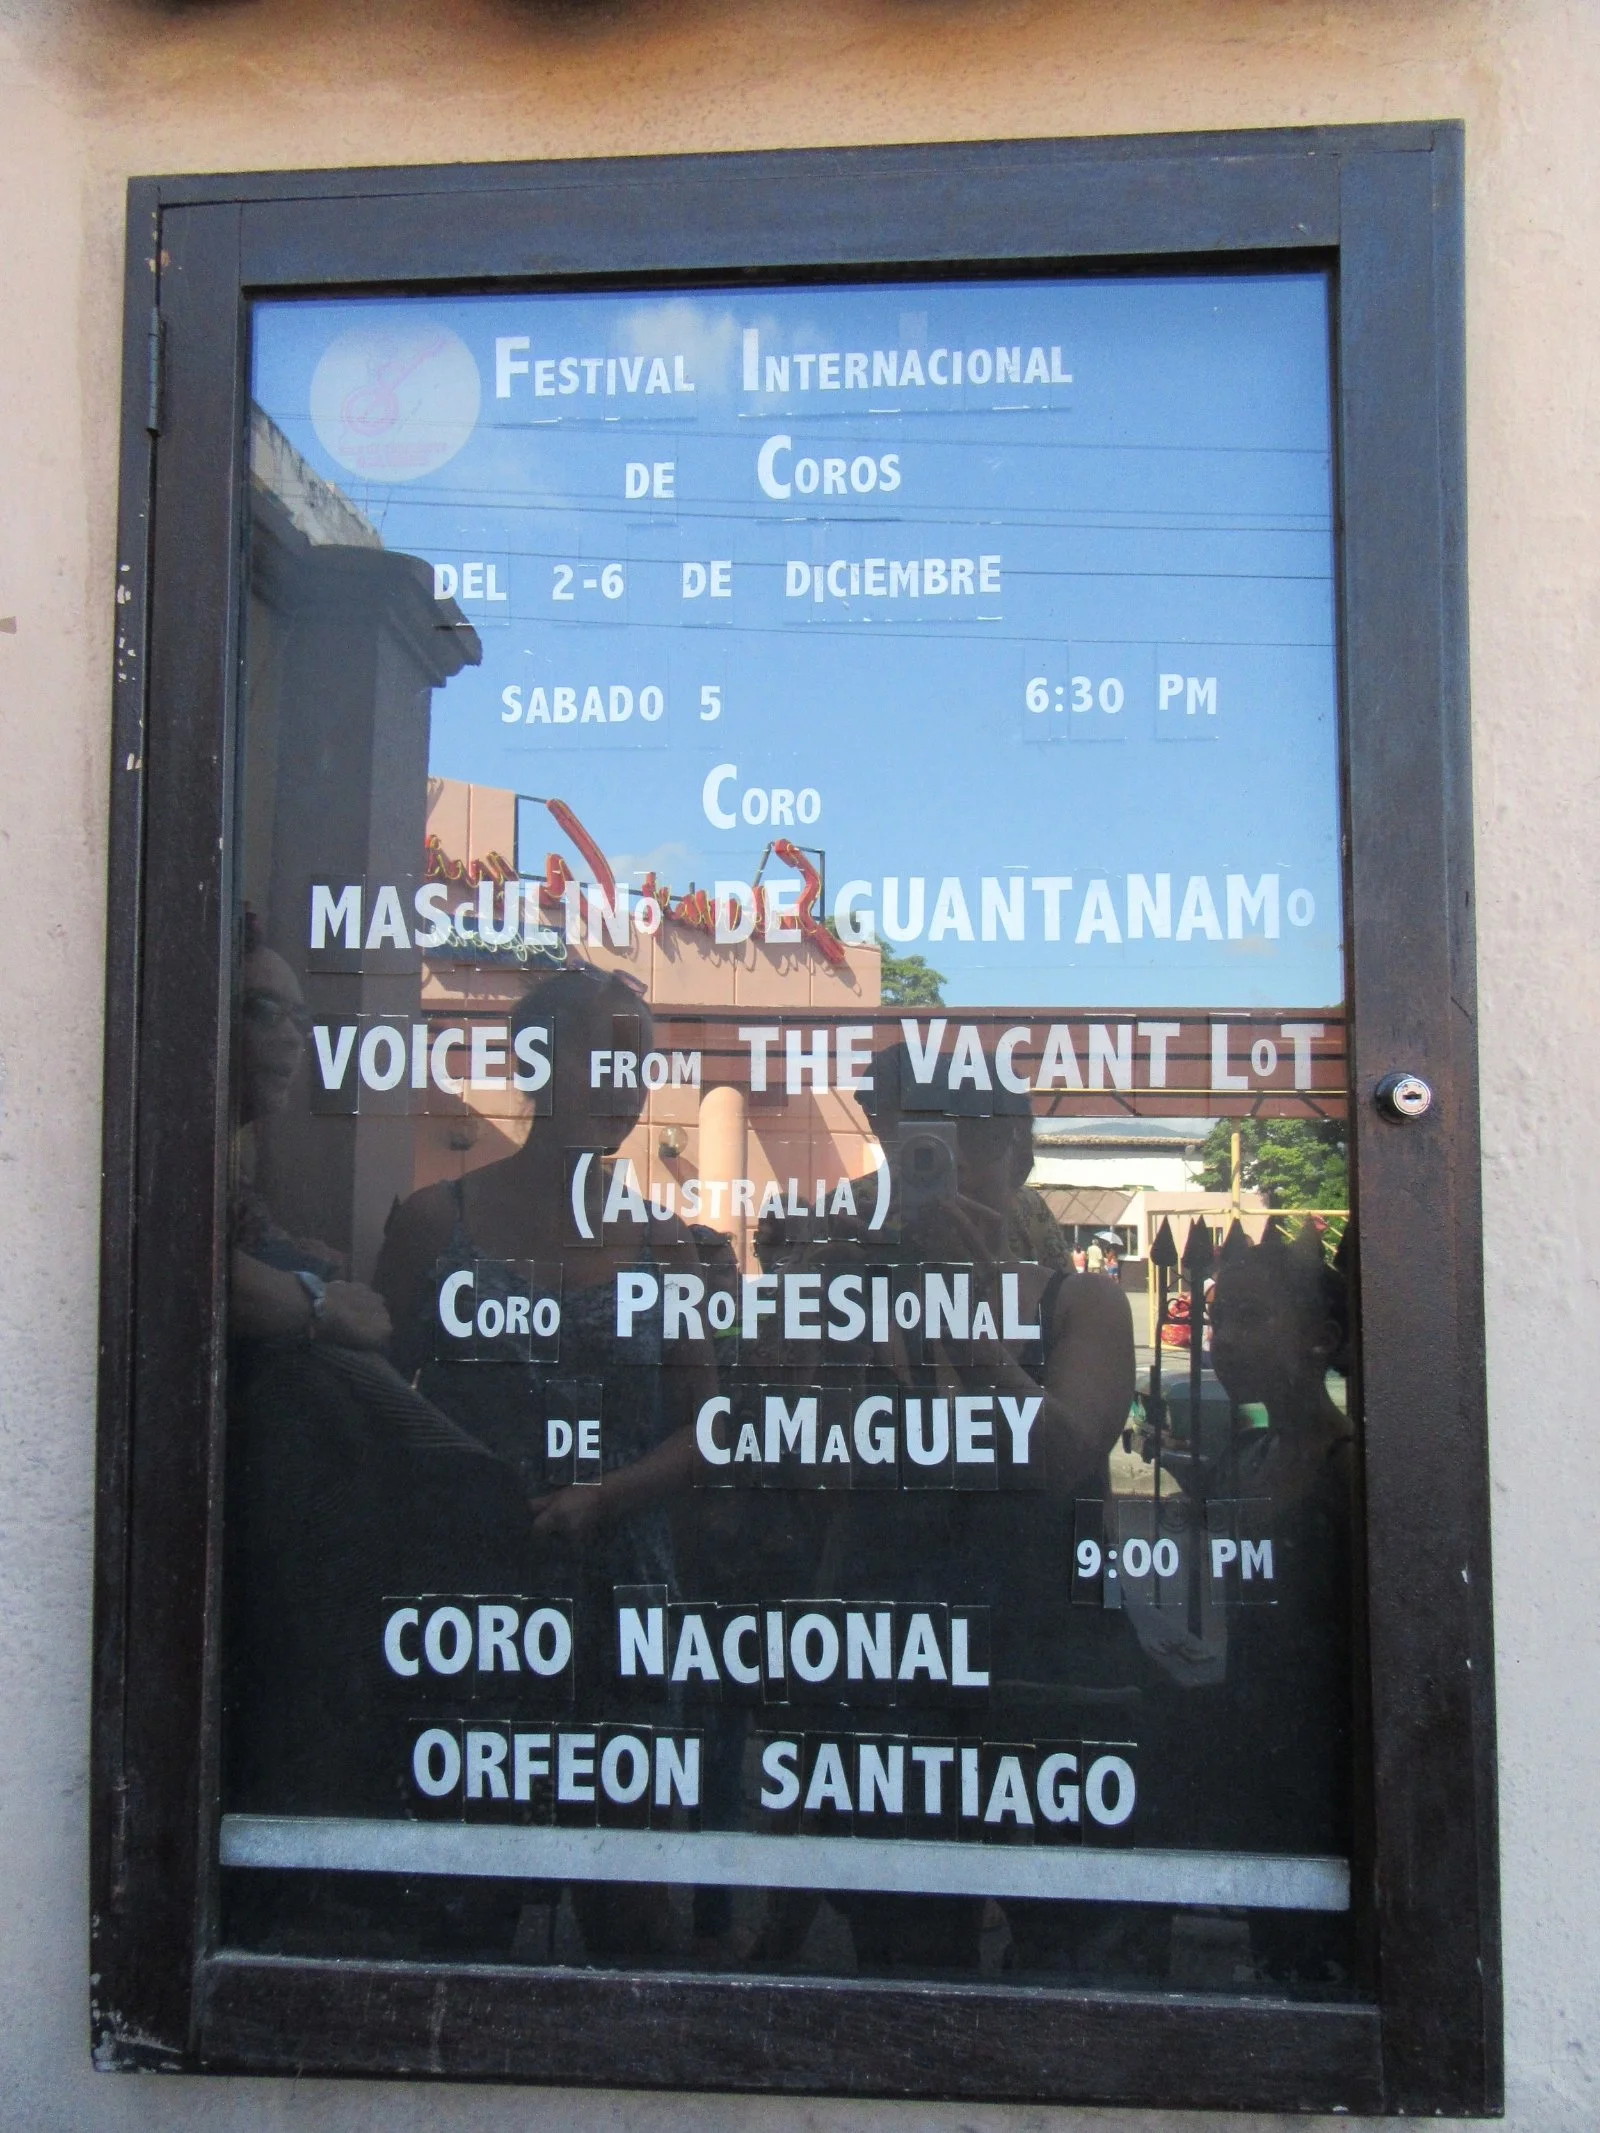 FESTIVAL INTERNACIONAL
DE COROS
DEL 2-6 DE DICIEMBRE
SABADO 5 6:30 PM
CORO
MASCULINO DE GUANTANAMO
VOICES FROM THE VACANT LOT
(AUSTRALIA)
CORO PROFESIONAL
DE CAMAGUEY
9:00 PM
CORO NACIONAL
ORFEON SANTIAGO